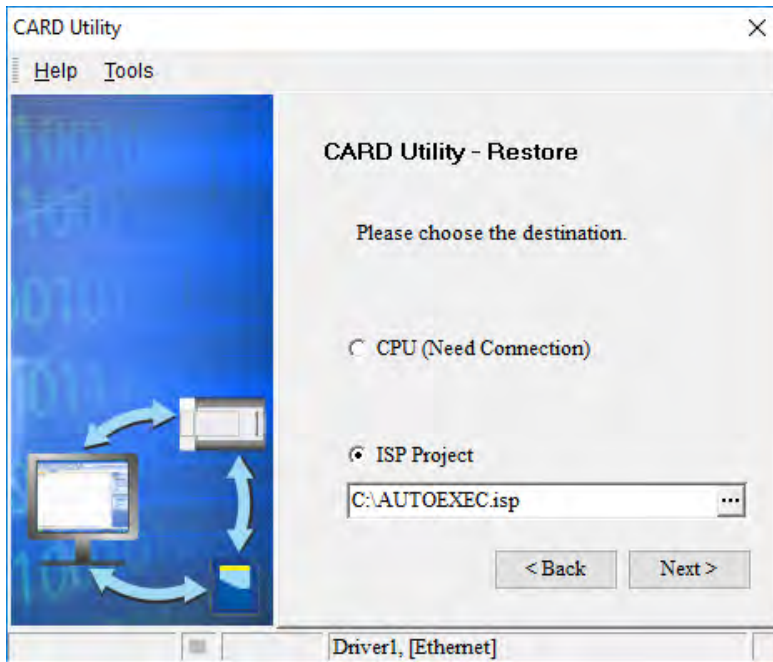 CARD Utility
Help Tools
CARD Utility - Restore
Please choose the destination.
CPU (Need Connection)
ISP Project
C:\AUTOEXEC.isp
...
< Back Next >
Driver1, [Ethernet]